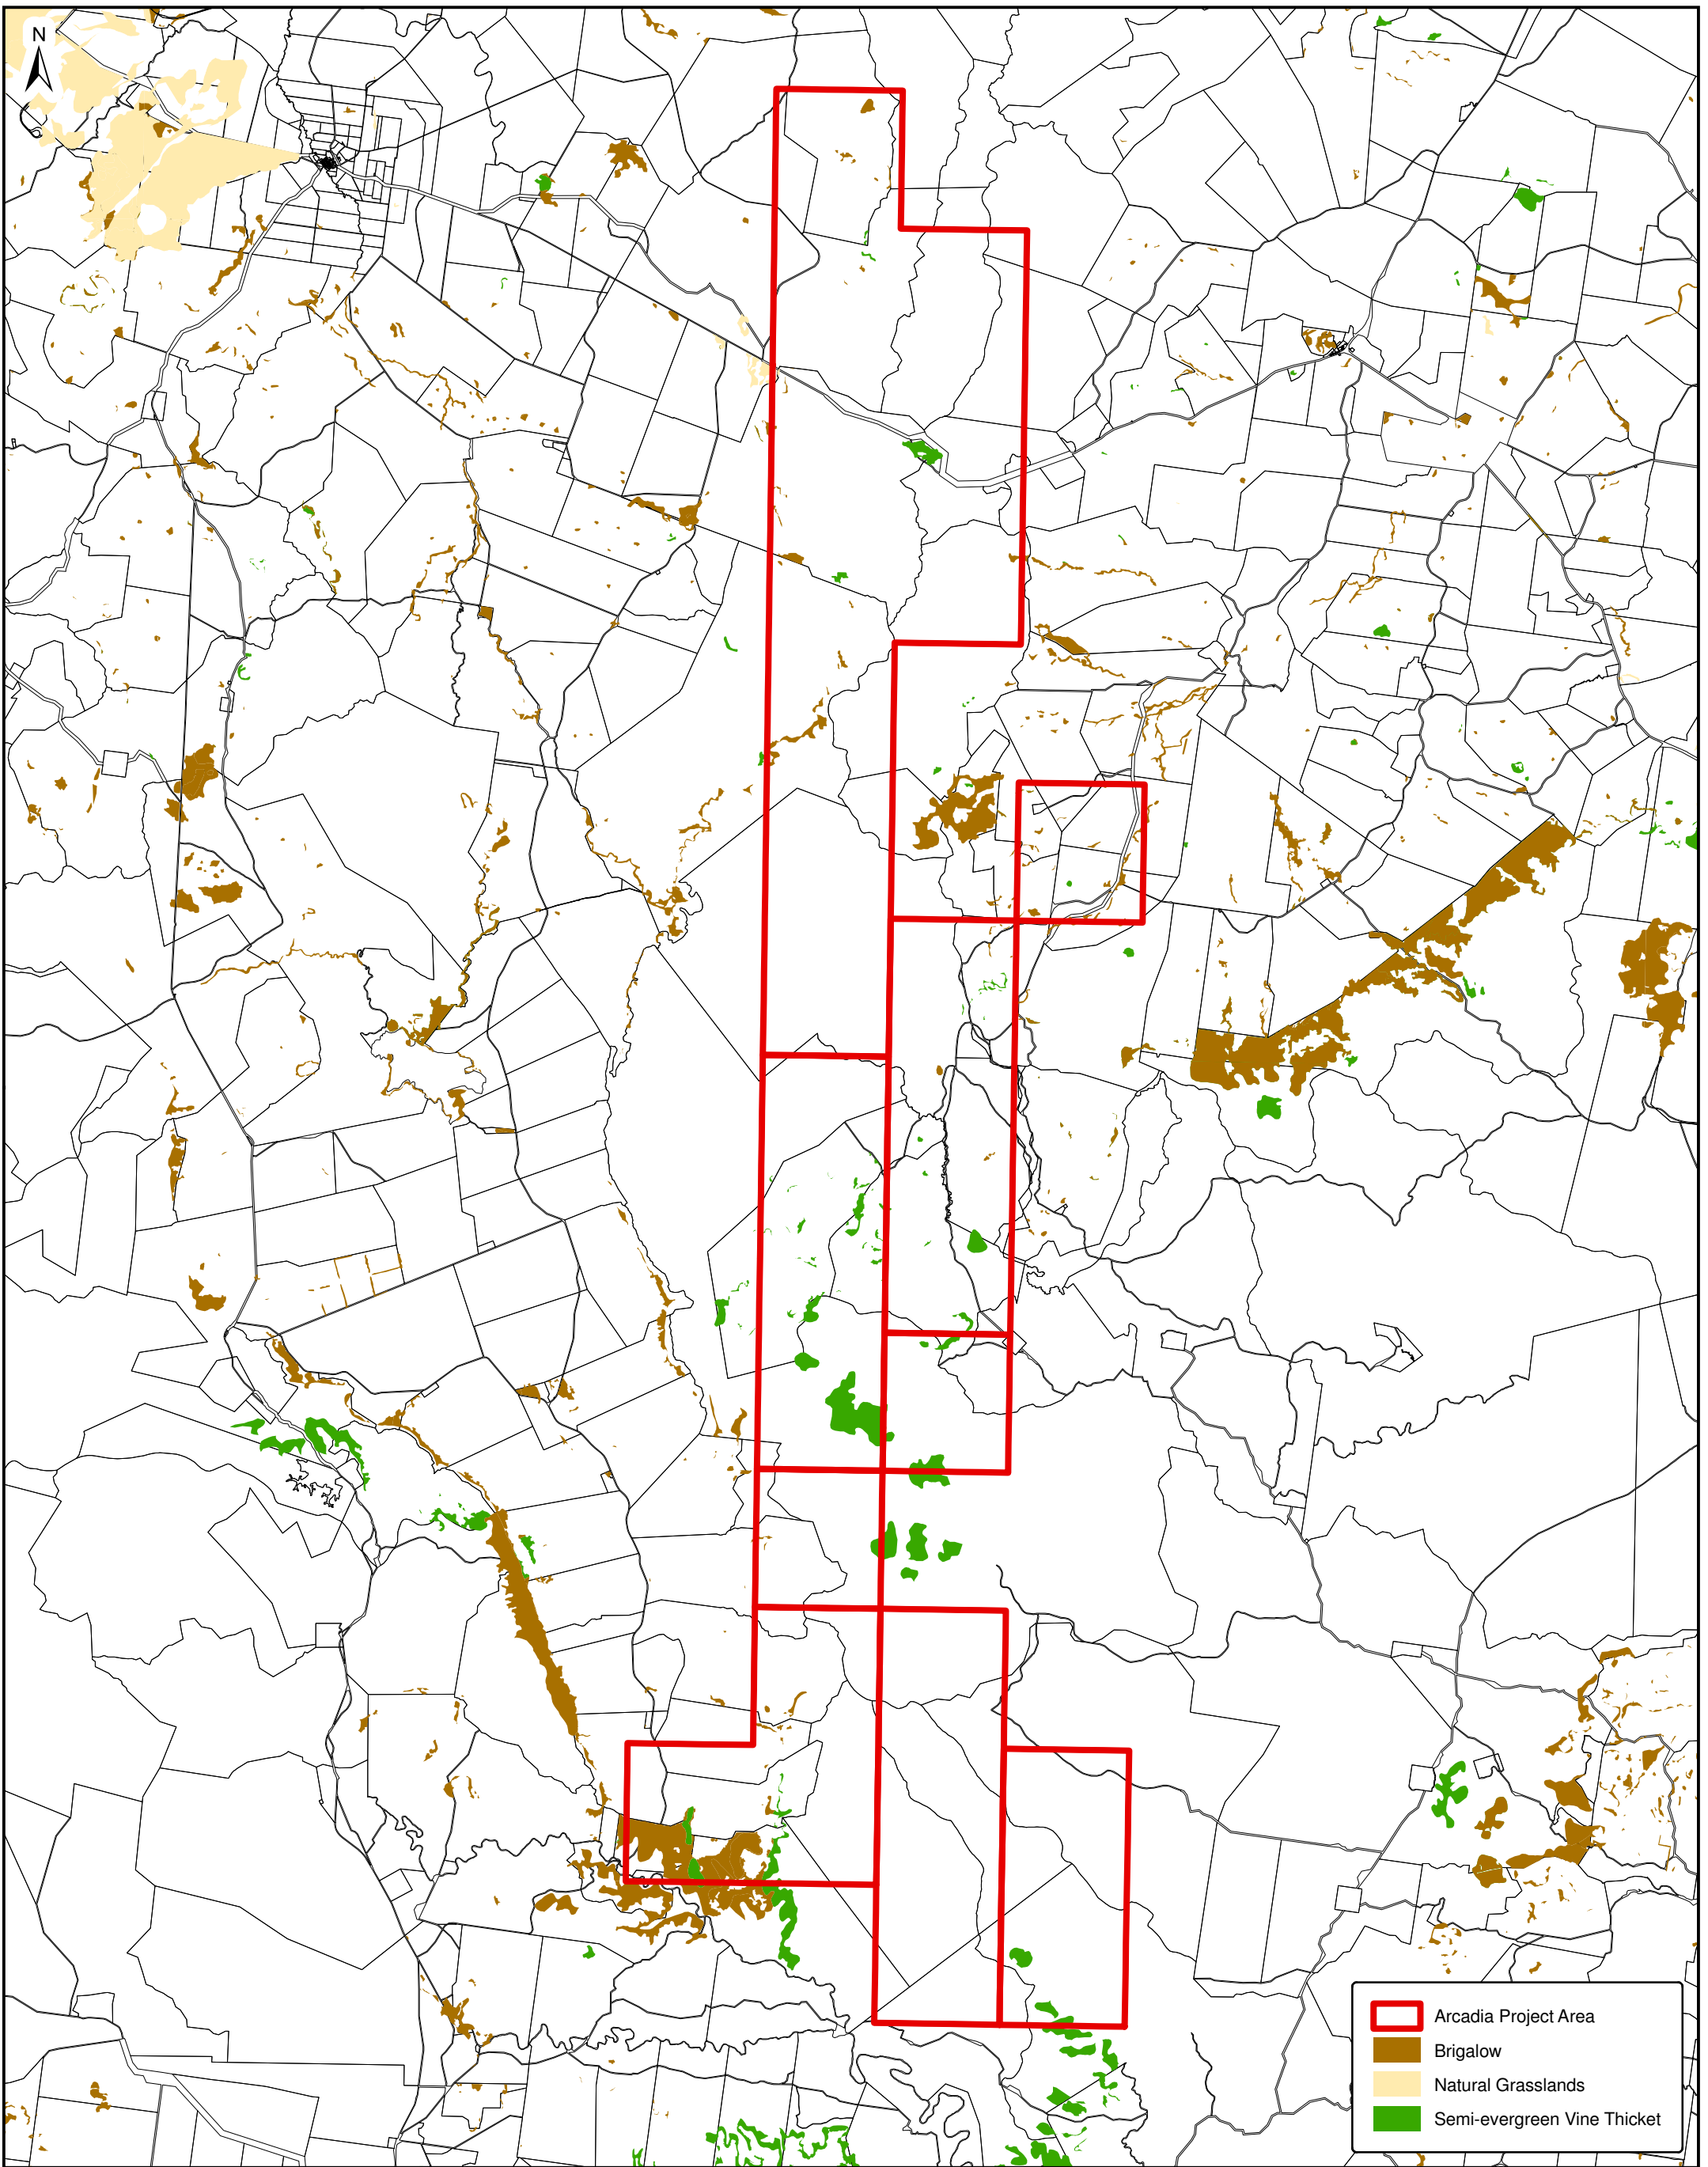 N
Arcadia Project Area
Brigalow
Natural Grasslands
Semi-evergreen Vine Thicket